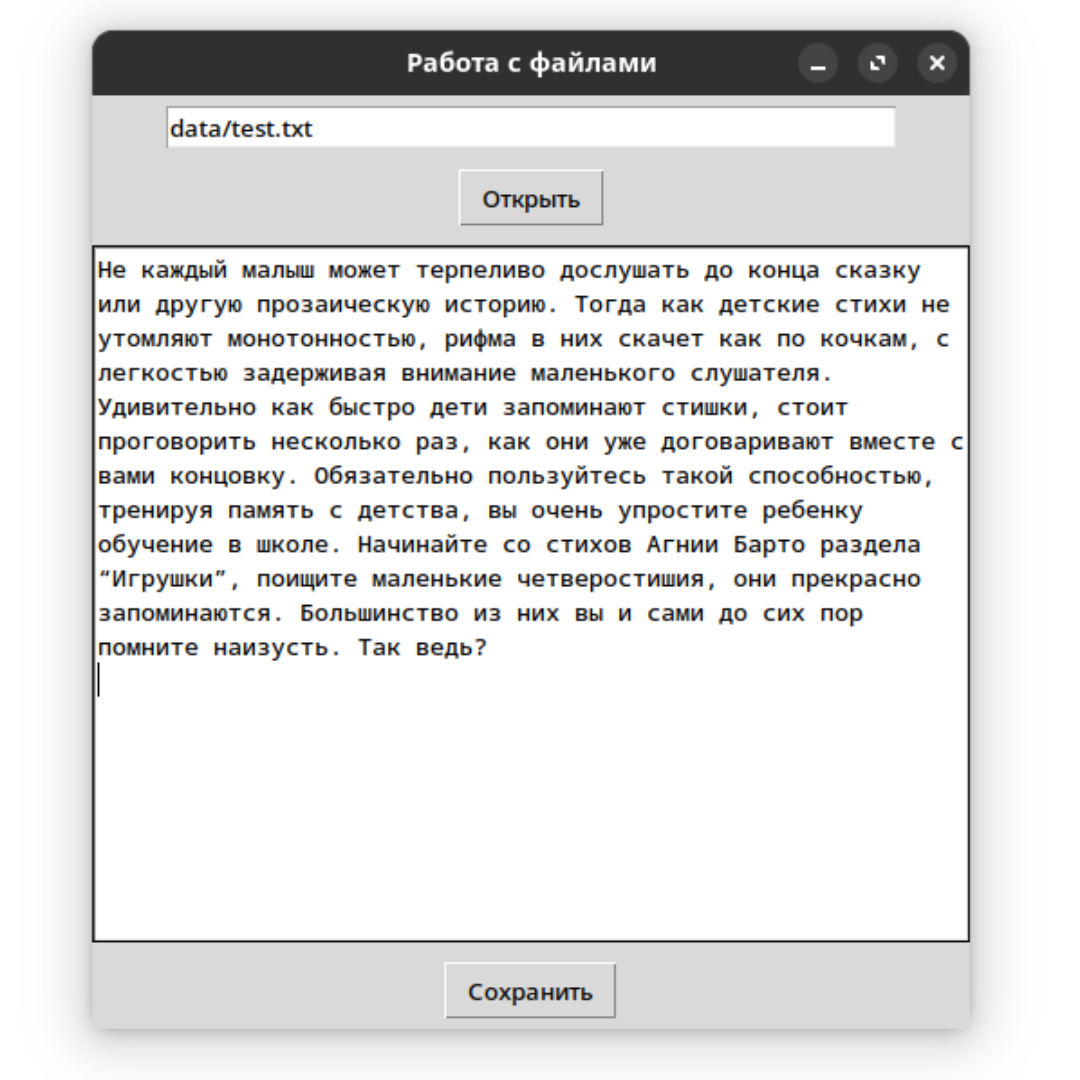 Работа с файлами
data/test.txt
Открыть
Не каждый малыш может терпеливо дослушать до конца сказку
или другую прозаическую историю. Тогда как детские стихи не
утомляют монотонностью, рифма в них скачет как по кочкам, с
легкостью задерживая внимание маленького слушателя.
Удивительно как быстро дети запоминают стишки, стоит
проговорить несколько раз, как они уже договаривают вместе с
вами концовку. Обязательно пользуйтесь такой способностью,
тренируя память с детства, вы очень упростите ребенку
обучение в школе. Начинайте со стихов Агнии Барто раздела
“Игрушки”, поищите маленькие четверостишия, они прекрасно
запоминаются. Большинство из них вы и сами до сих пор
помните наизусть. Так ведь?
Сохранить